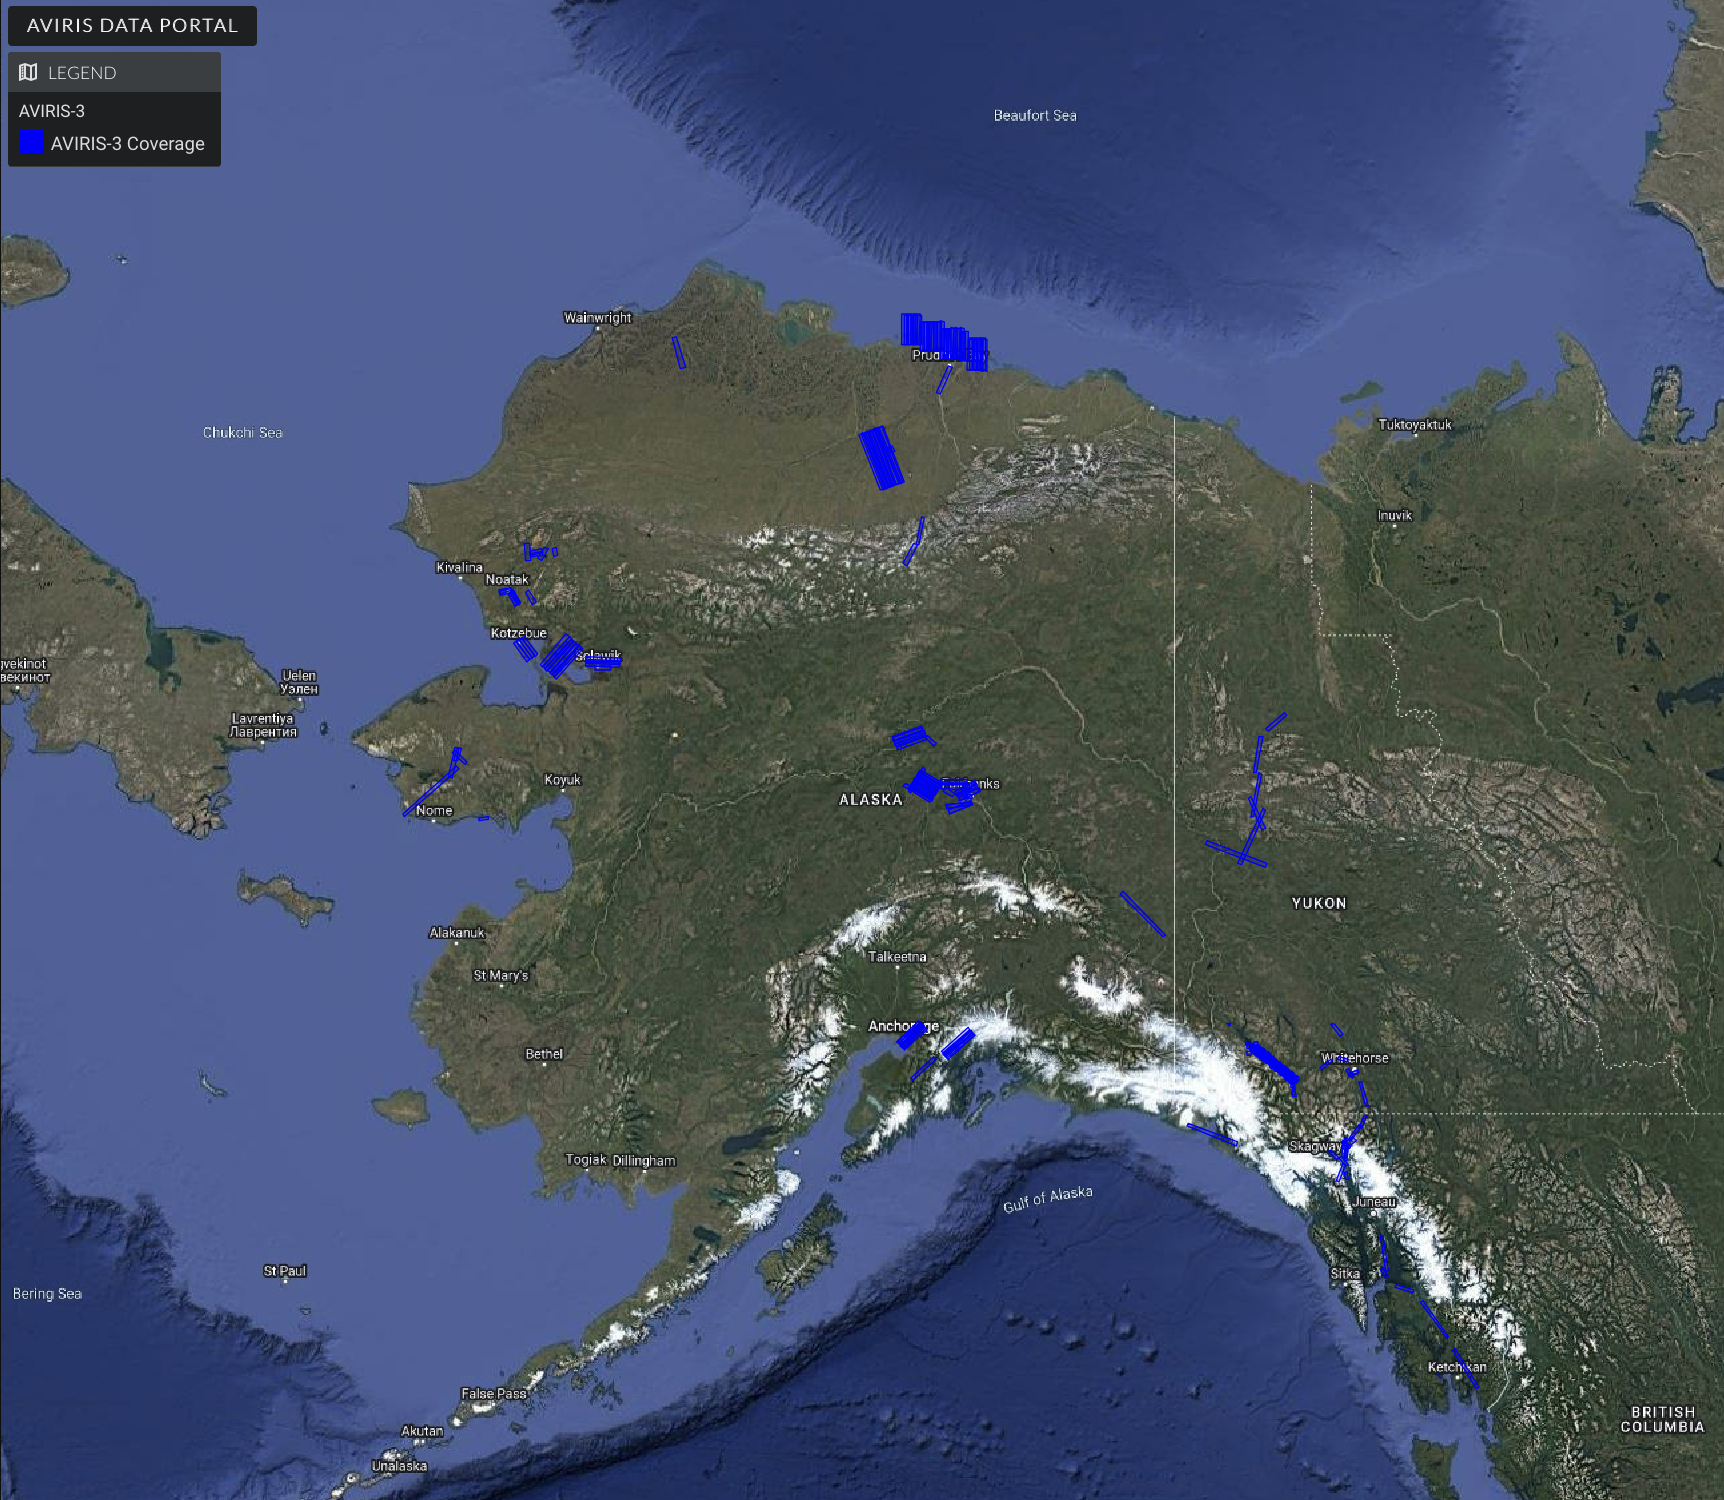 AVIRIS DATA PORTAL
LEGEND
AVIRIS-3
AVIRIS-3 Coverage
Beaufort Sea
Wainwright
Chukchi Sea
Tuktoyaktuk
Inuvik
Kivalina
Noatak
Kotzebue
Selawik
Uelen
Уэлен
Lavrentiya
Лаврентия
Koyuk
Nome
ALASKA
YUKON
Alakanuk
St Mary's
Talkeetna
Anchorage
Bethel
Whitehorse
Skagway
Togiak
Dillingham
Gulf of Alaska
Juneau
Sitka
St Paul
Bering Sea
Ketchikan
False Pass
Akutan
Unalaska
BRITISH
COLUMBIA